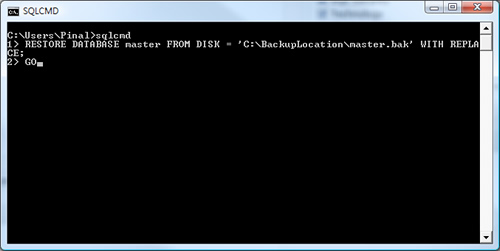 SQLCMD
C:\Users\Pinal>sqlcmd
1> RESTORE DATABASE master FROM DISK = 'C:\BackupLocation\master.bak' WITH REPLA
CE;
2> GO